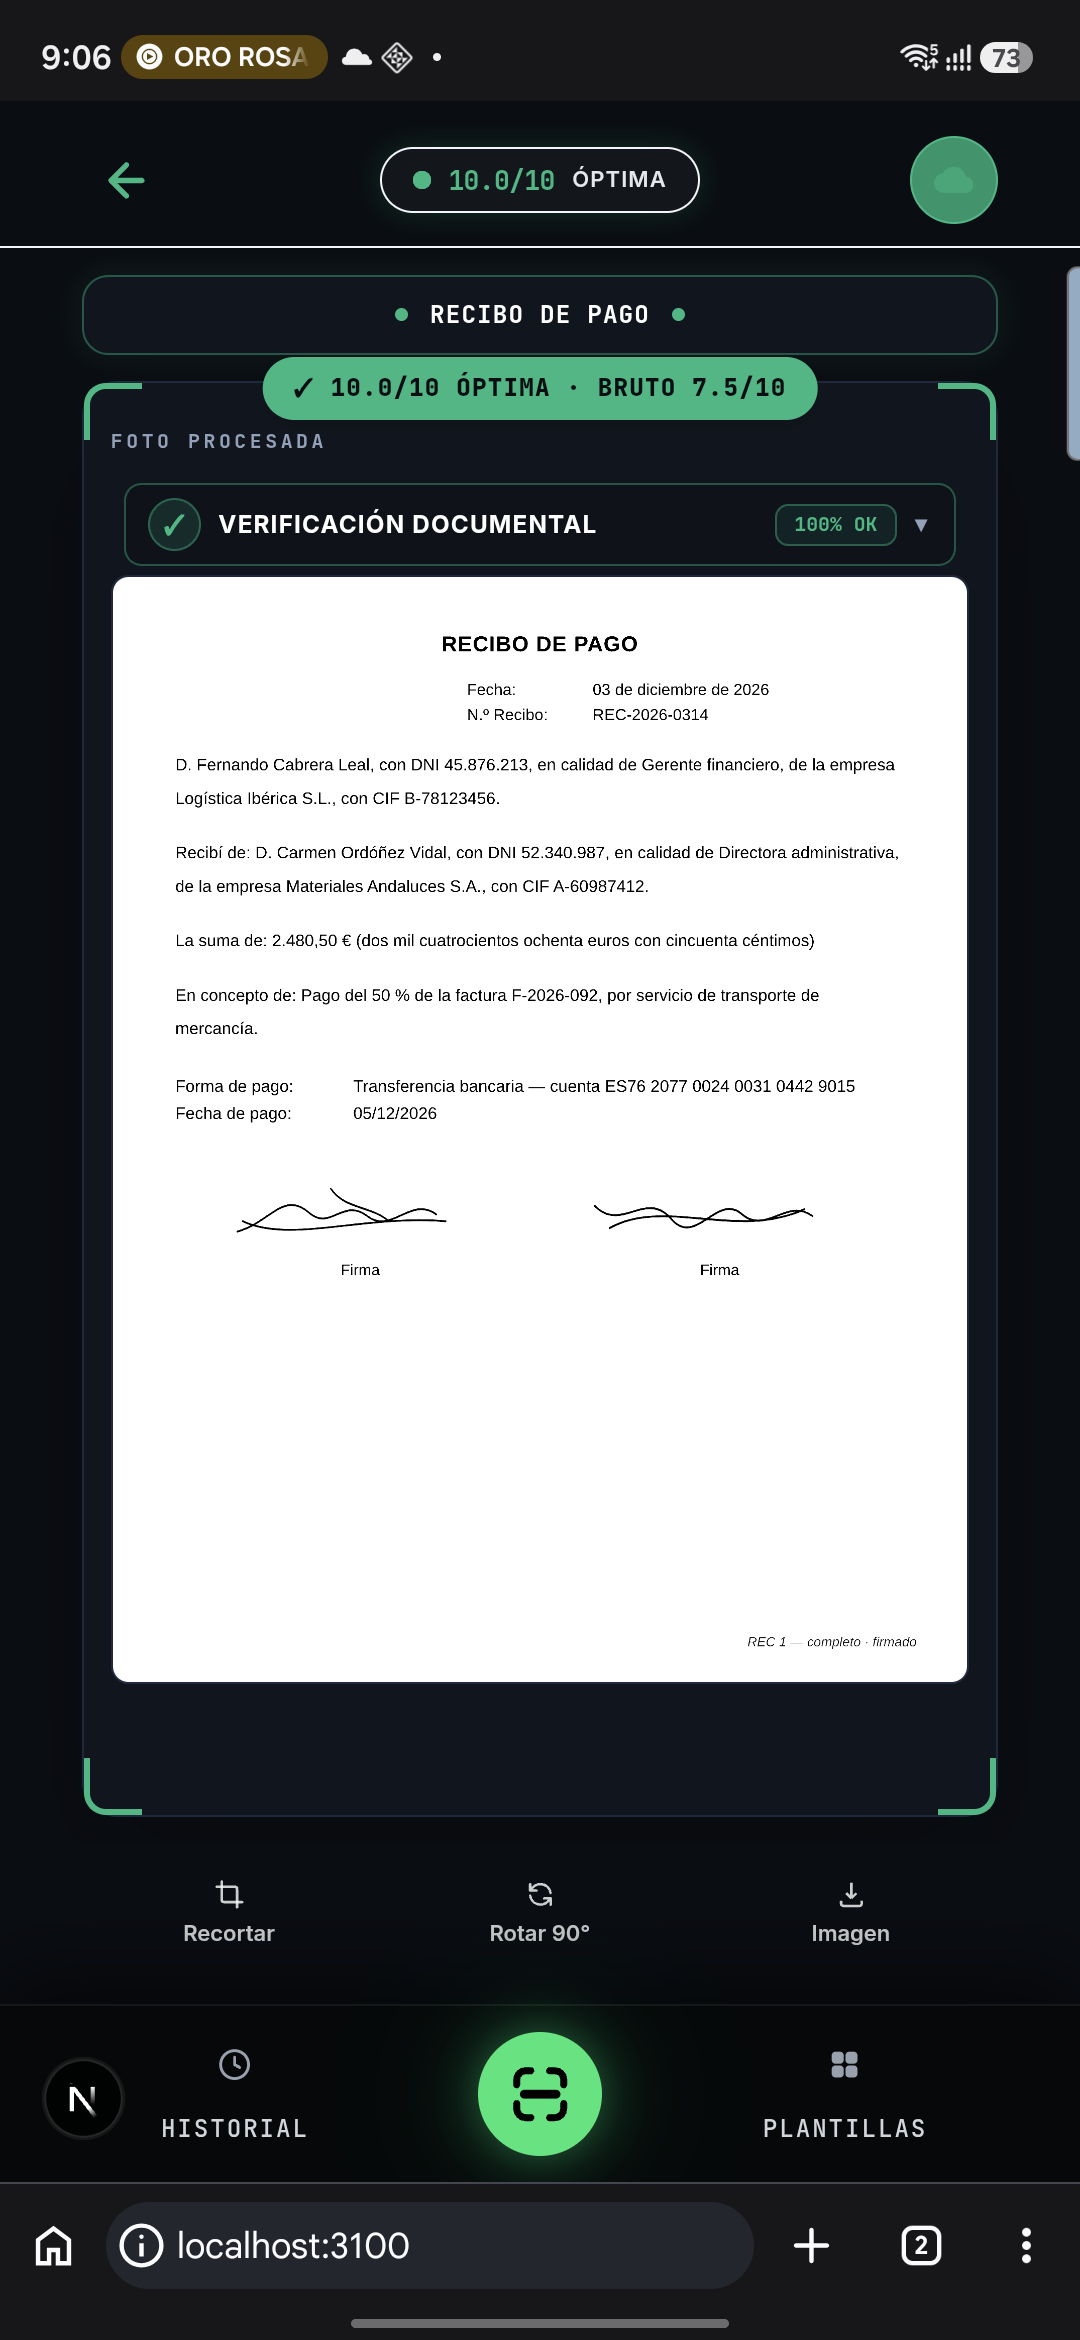 9:06 ORO ROSA 5 73
10.0/10 ÓPTIMA
RECIBO DE PAGO
✓ 10.0/10 ÓPTIMA · BRUTO 7.5/10
FOTO PROCESADA
✓ VERIFICACIÓN DOCUMENTAL 100% OK ▼
RECIBO DE PAGO
Fecha: 03 de diciembre de 2026
N.º Recibo: REC-2026-0314
D. Fernando Cabrera Leal, con DNI 45.876.213, en calidad de Gerente financiero, de la empresa
Logística Ibérica S.L., con CIF B-78123456.
Recibí de: D. Carmen Ordóñez Vidal, con DNI 52.340.987, en calidad de Directora administrativa,
de la empresa Materiales Andaluces S.A., con CIF A-60987412.
La suma de: 2.480,50 € (dos mil cuatrocientos ochenta euros con cincuenta céntimos)
En concepto de: Pago del 50 % de la factura F-2026-092, por servicio de transporte de
mercancía.
Forma de pago: Transferencia bancaria — cuenta ES76 2077 0024 0031 0442 9015
Fecha de pago: 05/12/2026
Firma Firma
REC 1 — completo · firmado
Recortar Rotar 90° Imagen
N HISTORIAL PLANTILLAS
localhost:3100 2